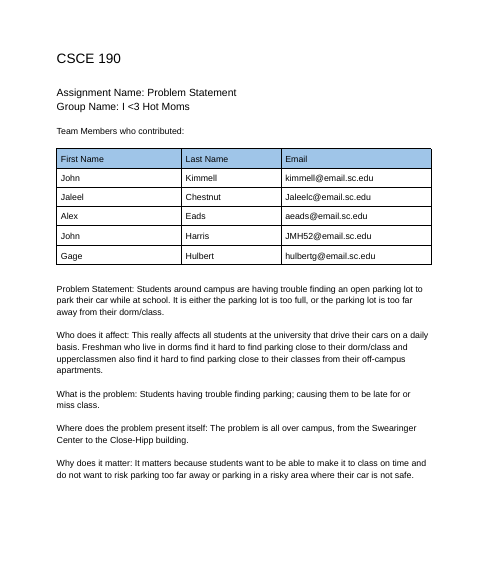 CSCE 190
Assignment Name: Problem Statement
Group Name: I <3 Hot Moms
Team Members who contributed:
First Name Last Name Email
John Kimmell kimmell@email.sc.edu
Jaleel Chestnut Jaleelc@email.sc.edu
Alex Eads aeads@email.sc.edu
John Harris JMH52@email.sc.edu
Gage Hulbert hulbertg@email.sc.edu
Problem Statement: Students around campus are having trouble finding an open parking lot to
park their car while at school. It is either the parking lot is too full, or the parking lot is too far
away from their dorm/class.
Who does it affect: This really affects all students at the university that drive their cars on a daily
basis. Freshman who live in dorms find it hard to find parking close to their dorm/class and
upperclassmen also find it hard to find parking close to their classes from their off-campus
apartments.
What is the problem: Students having trouble finding parking; causing them to be late for or
miss class.
Where does the problem present itself: The problem is all over campus, from the Swearinger
Center to the Close-Hipp building.
Why does it matter: It matters because students want to be able to make it to class on time and
do not want to risk parking too far away or parking in a risky area where their car is not safe.